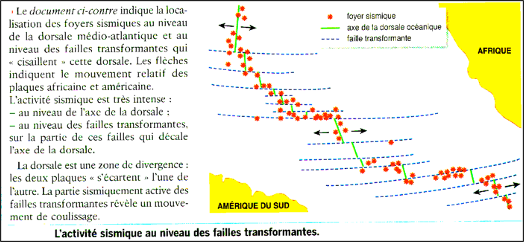 • Le document ci-contre indique la loca-
lisation des foyers sismiques au niveau
de la dorsale médio-atlantique et au
niveau des failles transformantes qui
« cisaillent » cette dorsale. Les flèches
indiquent le mouvement relatif des
plaques africaine et américaine.
L'activité sismique est très intense :
– au niveau de l'axe de la dorsale ;
– au niveau des failles transformantes,
sur la partie de ces failles qui décale
l'axe de la dorsale.
La dorsale est une zone de divergence :
les deux plaques « s'écartent » l'une de
l'autre. La partie sismiquement active des
failles transformantes révèle un mouve-
ment de coulissage.
foyer sismique
axe de la dorsale océanique
faille transformante
AFRIQUE
AMÉRIQUE DU SUD
L'activité sismique au niveau des failles transformantes.